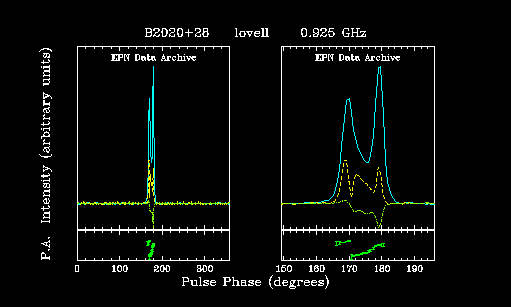 B2020+28 lovell 0.925 GHz
EPN Data Archive EPN Data Archive
Intensity (arbitrary units)
P.A.
0 100 200 300 150 160 170 180 190
Pulse Phase (degrees)